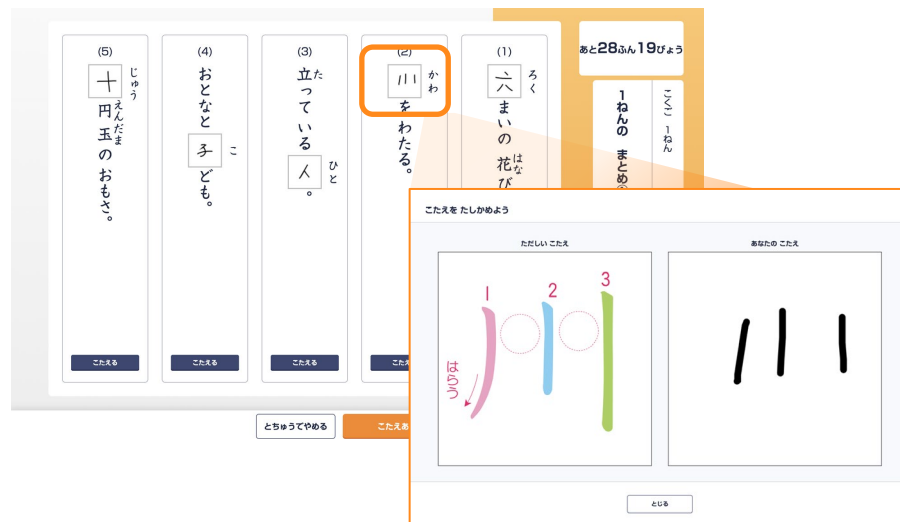 あと28ふん19びょう
こくご 1ねん
1ねんの まとめ
(1)
六まいの 花び
ろく
はな
(2)
川をわたる。
かわ
(3)
立っている人。
た
ひと
(4)
おとなと子ども。
こ
(5)
十円玉のおもさ。
じゅう
えんだま
こたえる
こたえる
こたえる
こた
とちゅうでやめる
こたえあ
こたえを たしかめよう
ただしい こたえ
1
2
3
はらう
あなたの こたえ
川
とじる